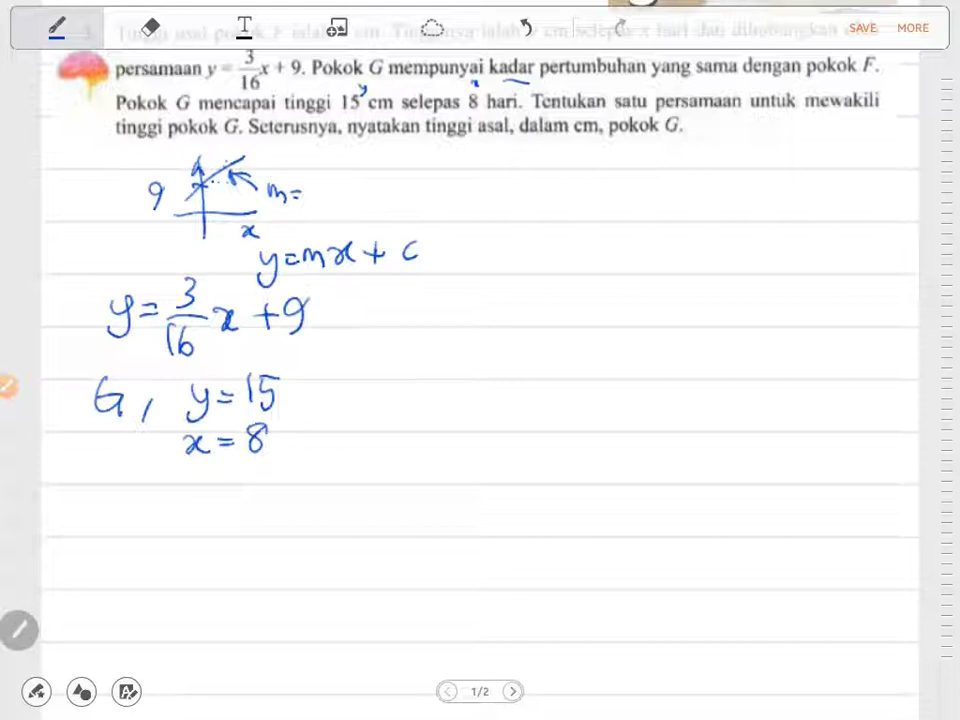 SAVE MORE
persamaan y = 3/16 x + 9. Pokok G mempunyai kadar pertumbuhan yang sama dengan pokok F.
x y
Pokok G mencapai tinggi 15 cm selepas 8 hari. Tentukan satu persamaan untuk mewakili
tinggi pokok G. Seterusnya, nyatakan tinggi asal, dalam cm, pokok G.
9 m=
x
y=mx + c
y= 3/16 x +9
G, y=15
x=8
1/2